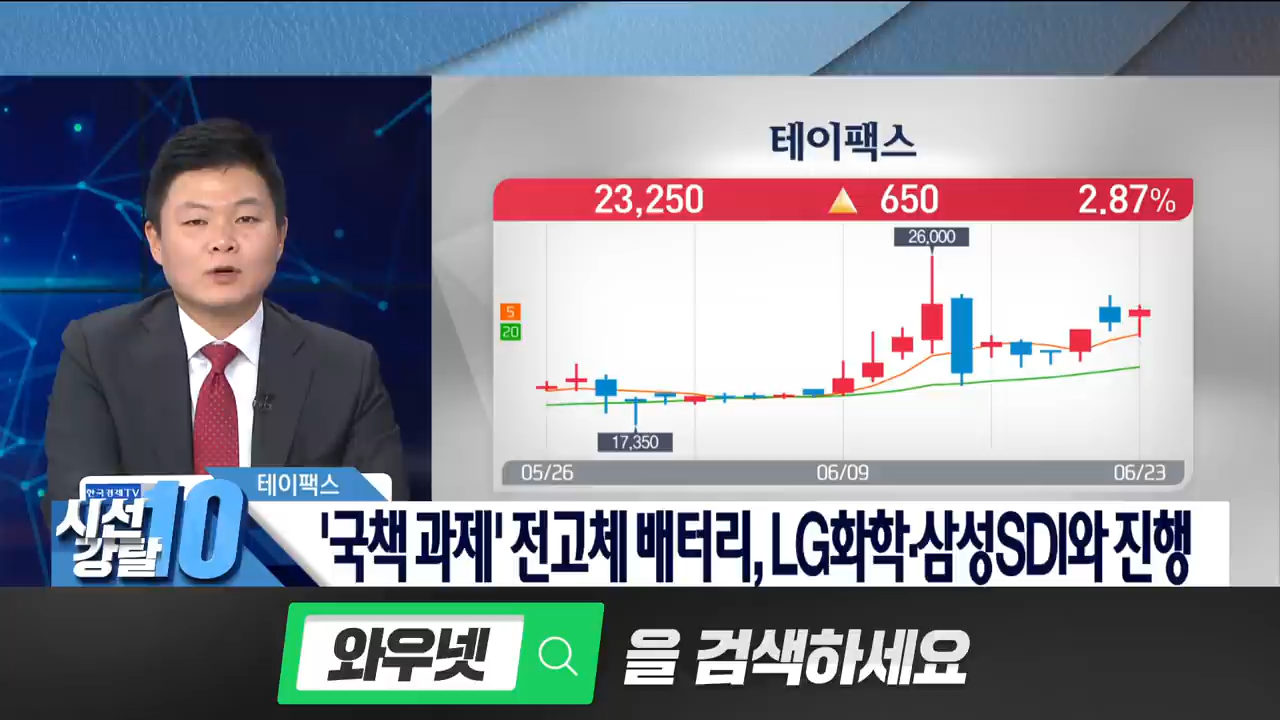 테이팩스
23,250 ▲ 650 2.87%
26,000
5
20
17,350
05/26 06/09 06/23
한국경제TV
시선강탈10
테이팩스
'국책 과제' 전고체 배터리, LG화학·삼성SDI와 진행
와우넷 을 검색하세요